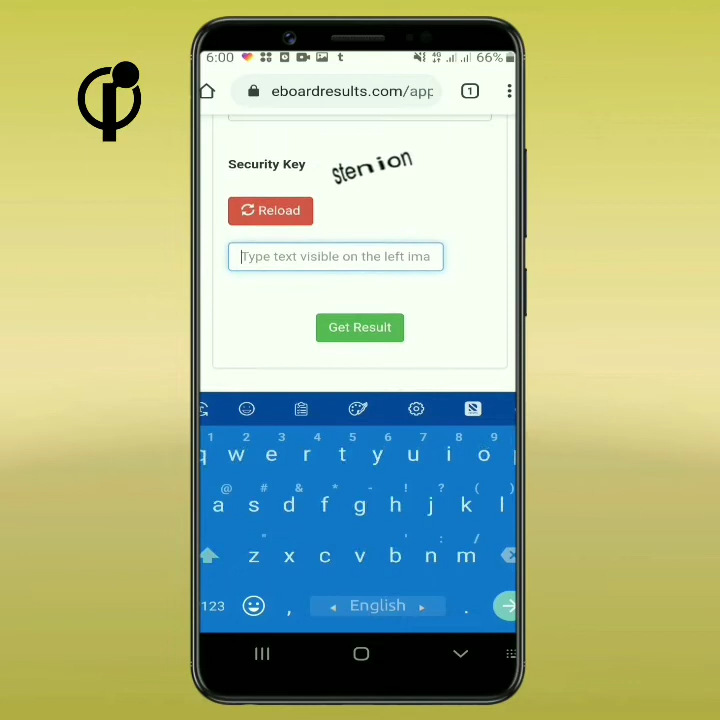 6:00 t 4G 66%
eboardresults.com/app
1
Security Key
stenion
Reload
Type text visible on the left ima
Get Result
1 2 3 4 5 6 7 8 9
q w e r t y u i o p
@ # & * - ! ? ( )
a s d f g h j k l
" ' : ; /
z x c v b n m
123 , English .